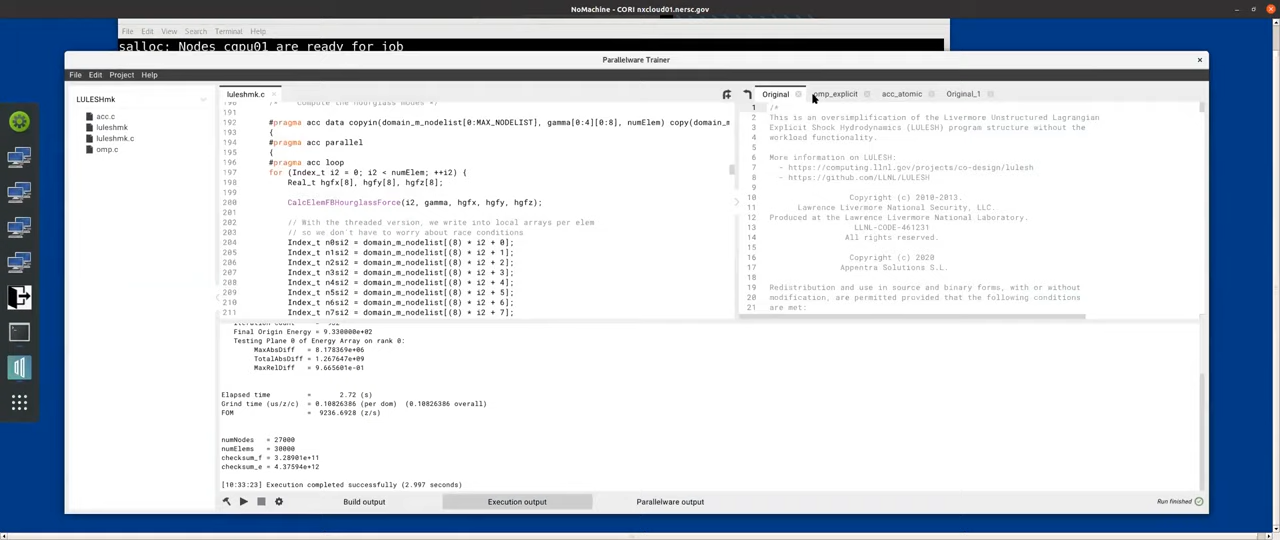 NoMachine - CORI nxcloud01.nersc.gov
File Edit View Search Terminal Help
salloc: Nodes cgpu01 are ready for job
Parallelware Trainer
File Edit Project Help
LULESHmk
acc.c
luleshmk
luleshmk.c
omp.c
luleshmk.c
191
192 #pragma acc data copyin(domain_m_nodelist[0:MAX_NODELIST], gamma[0:4][0:8], numElem) copy(domain_m
193 {
194 #pragma acc parallel
195 {
196 #pragma acc loop
197 for (Index_t i2 = 0; i2 < numElem; ++i2) {
198 Real_t hgfx[8], hgfy[8], hgfz[8];
199
200 CalcElemFBHourglassForce(i2, gamma, hgfx, hgfy, hgfz);
201
202 // With the threaded version, we write into local arrays per elem
203 // so we don't have to worry about race conditions
204 Index_t n0si2 = domain_m_nodelist[(8) * i2 + 0];
205 Index_t n1si2 = domain_m_nodelist[(8) * i2 + 1];
206 Index_t n2si2 = domain_m_nodelist[(8) * i2 + 2];
207 Index_t n3si2 = domain_m_nodelist[(8) * i2 + 3];
208 Index_t n4si2 = domain_m_nodelist[(8) * i2 + 4];
209 Index_t n5si2 = domain_m_nodelist[(8) * i2 + 5];
210 Index_t n6si2 = domain_m_nodelist[(8) * i2 + 6];
211 Index_t n7si2 = domain_m_nodelist[(8) * i2 + 7];
Original omp_explicit acc_atomic Original_1
1 /*
2 This is an oversimplification of the Livermore Unstructured Lagrangian
3 Explicit Shock Hydrodynamics (LULESH) program structure without the
4 workload functionality.
5
6 More information on LULESH:
7 - https://computing.llnl.gov/projects/co-design/lulesh
8 - https://github.com/LLNL/LULESH
9
10 Copyright (c) 2010-2013.
11 Lawrence Livermore National Security, LLC.
12 Produced at the Lawrence Livermore National Laboratory.
13 LLNL-CODE-461231
14 All rights reserved.
15
16 Copyright (c) 2020
17 Appentra Solutions S.L.
18
19 Redistribution and use in source and binary forms, with or without
20 modification, are permitted provided that the following conditions
21 are met:
Final Origin Energy = 9.330000e+02
Testing Plane 0 of Energy Array on rank 0:
MaxAbsDiff = 8.178369e+06
TotalAbsDiff = 1.267647e+09
MaxRelDiff = 9.665601e-01
Elapsed time = 2.72 (s)
Grind time (us/z/c) = 0.10826386 (per dom) (0.10826386 overall)
FOM = 9236.6928 (z/s)
numNodes = 27000
numElems = 30000
checksum_f = 3.28901e+11
checksum_e = 4.37594e+12
[10:33:23] Execution completed successfully (2.997 seconds)
Build output Execution output Parallelware output Run finished